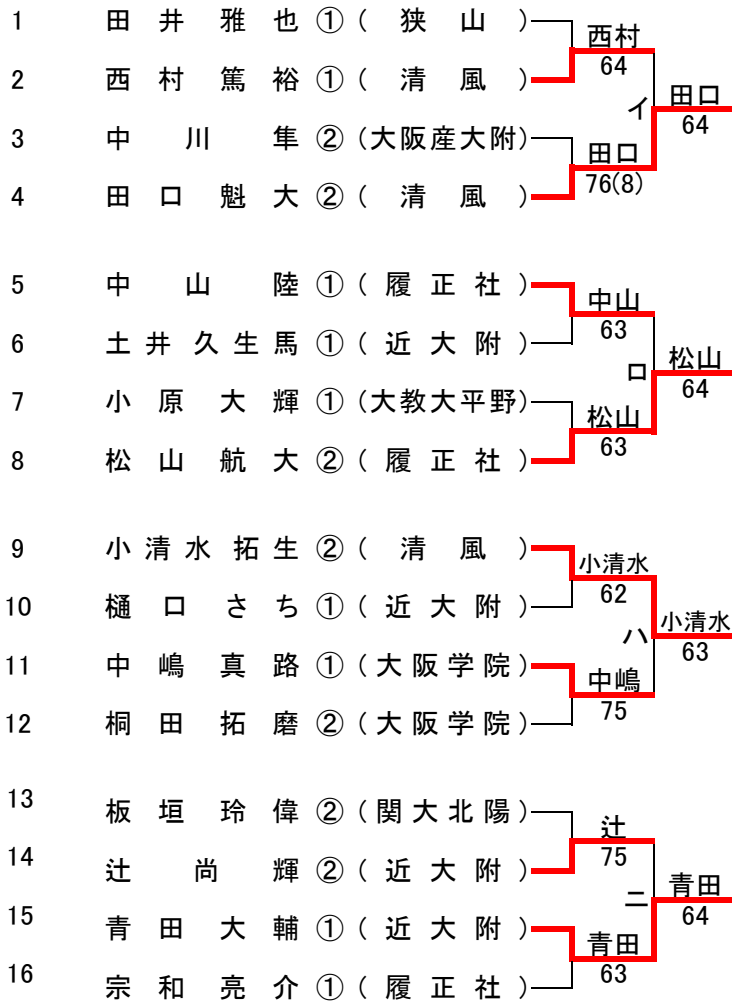 1 田井雅也 ① (狭山)
西村
64
2 西村篤裕 ① (清風)
イ
田口
64
3 中川隼 ② (大阪産大附)
田口
76(8)
4 田口魁大 ② (清風)
5 中山陸 ① (履正社)
中山
63
6 土井久生馬 ① (近大附)
ロ
松山
64
7 小原大輝 ① (大教大平野)
松山
63
8 松山航大 ② (履正社)
9 小清水拓生 ② (清風)
小清水
62
10 樋口さち ① (近大附)
ハ
小清水
63
11 中嶋真路 ① (大阪学院)
中嶋
75
12 桐田拓磨 ② (大阪学院)
13 板垣玲偉 ② (関大北陽)
辻
75
14 辻尚輝 ② (近大附)
ニ
青田
64
15 青田大輔 ① (近大附)
青田
63
16 宗和亮介 ① (履正社)